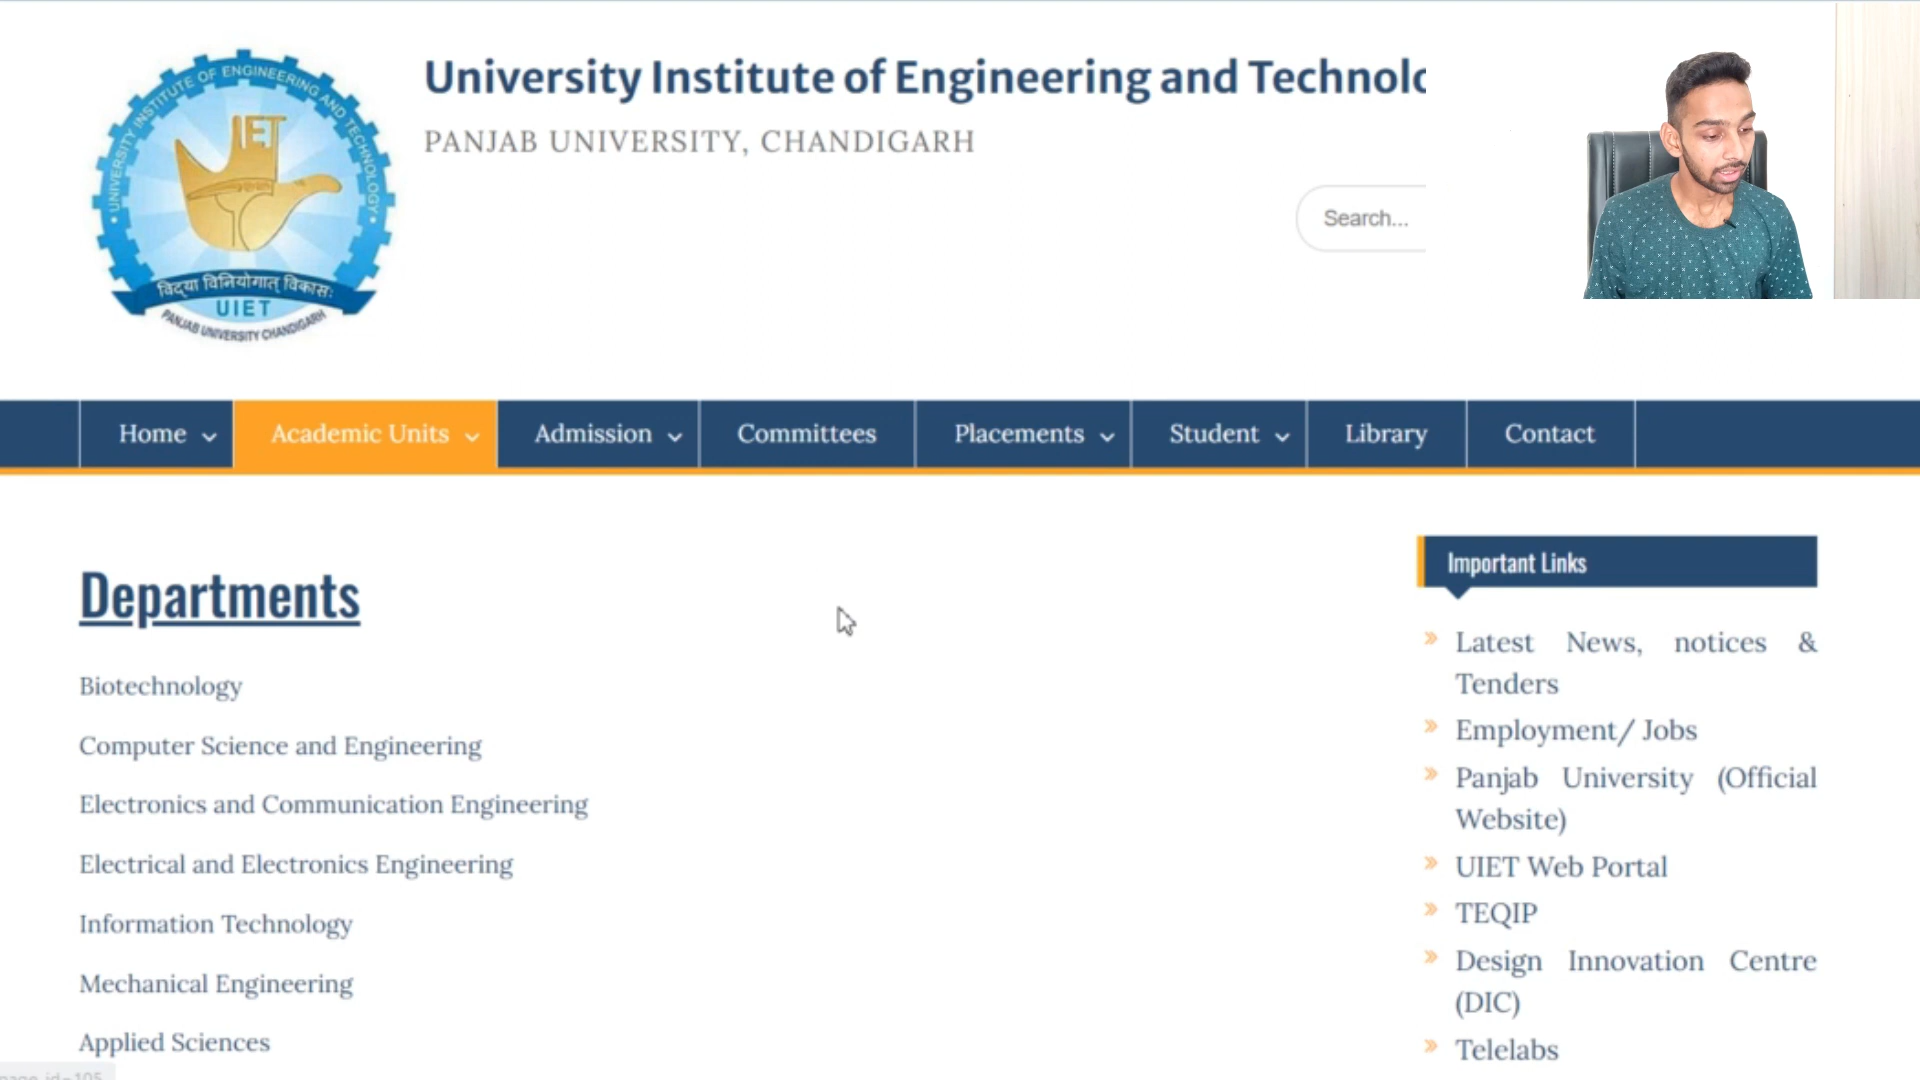 UNIVERSITY INSTITUTE OF ENGINEERING AND TECHNOLOGY
विद्या विनियोगात् विकासः
UIET
PANJAB UNIVERSITY CHANDIGARH
University Institute of Engineering and Technolo
PANJAB UNIVERSITY, CHANDIGARH
Search...
Home
Academic Units
Admission
Committees
Placements
Student
Library
Contact
Departments
Biotechnology
Computer Science and Engineering
Electronics and Communication Engineering
Electrical and Electronics Engineering
Information Technology
Mechanical Engineering
Applied Sciences
Important Links
Latest News, notices &
Tenders
Employment/ Jobs
Panjab University (Official
Website)
UIET Web Portal
TEQIP
Design Innovation Centre
(DIC)
Telelabs